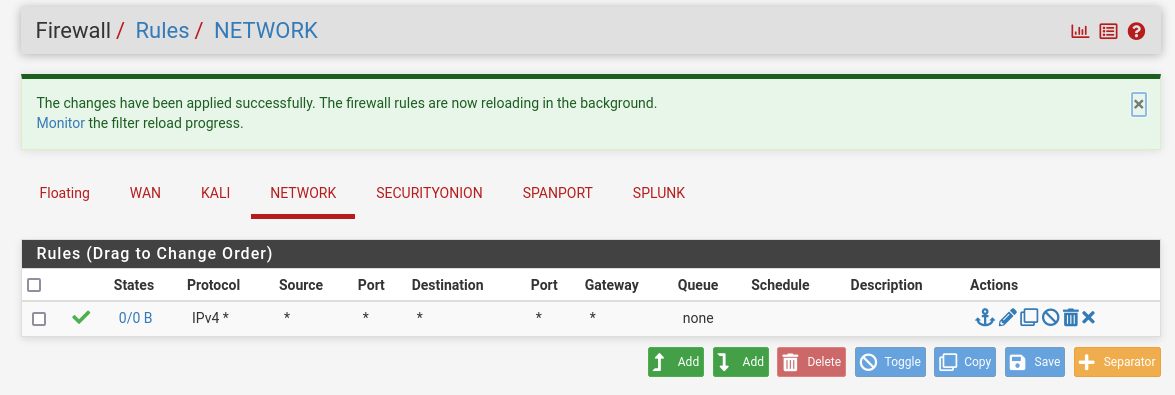 Firewall / Rules / NETWORK
The changes have been applied successfully. The firewall rules are now reloading in the background.
Monitor the filter reload progress.
Floating WAN KALI NETWORK SECURITYONION SPANPORT SPLUNK
Rules (Drag to Change Order)
States Protocol Source Port Destination Port Gateway Queue Schedule Description Actions
0/0 B IPv4 * * * * * * none
Add Add Delete Toggle Copy Save Separator